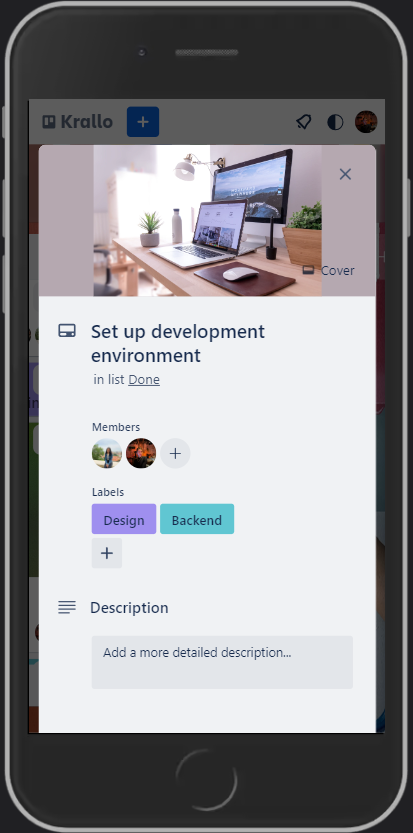 Krallo
Cover
Set up development
environment
in list Done
Members
Labels
Design Backend
Description
Add a more detailed description...